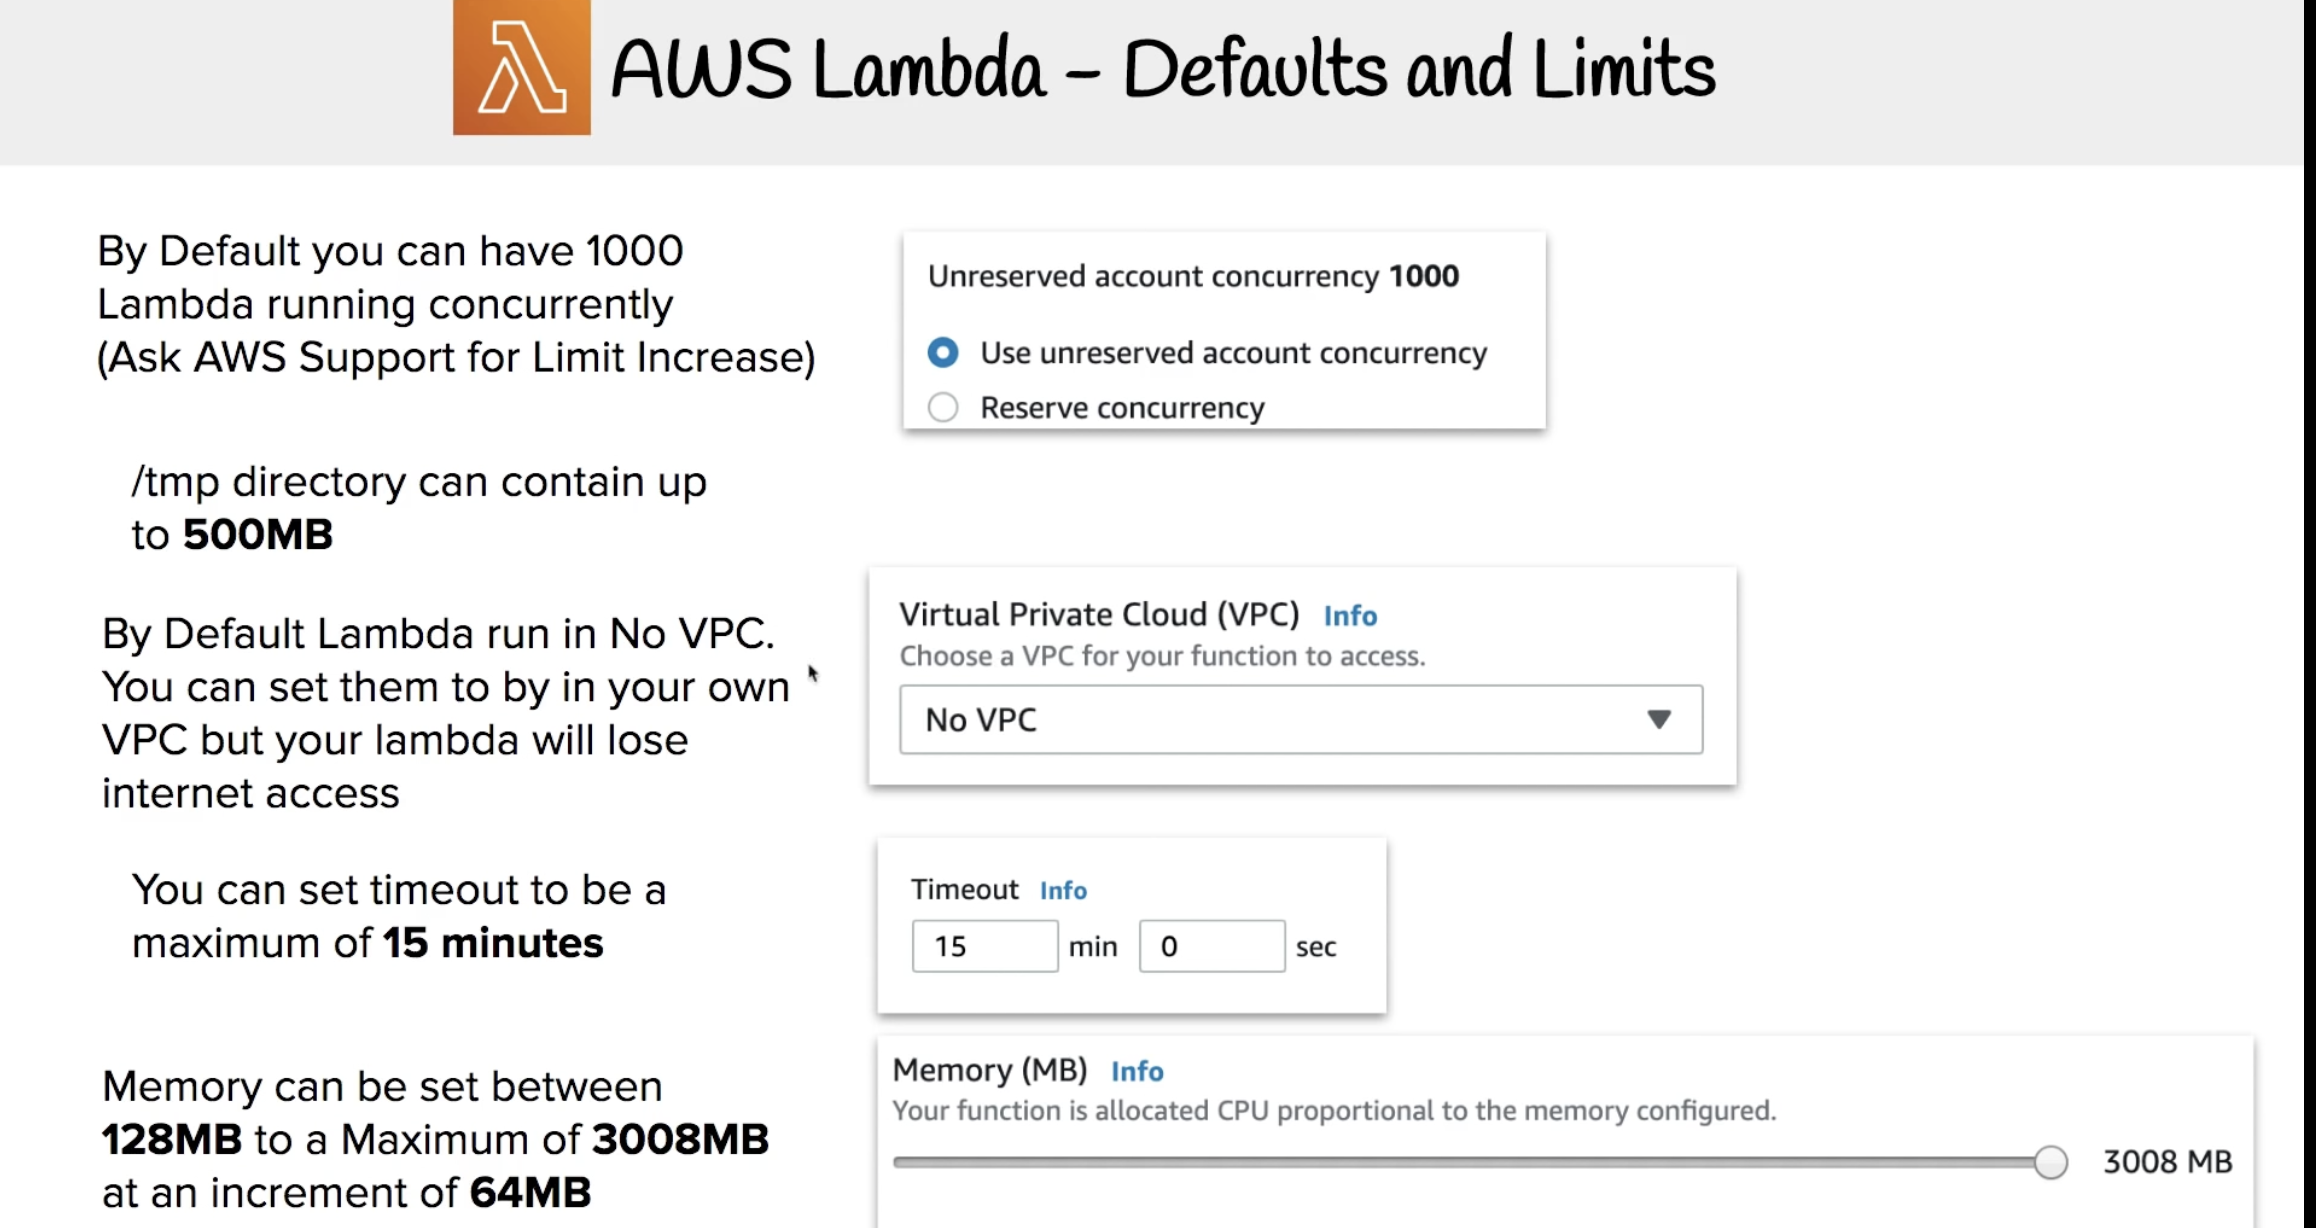 AWS Lambda – Defaults and Limits
By Default you can have 1000
Lambda running concurrently
(Ask AWS Support for Limit Increase)
Unreserved account concurrency 1000
Use unreserved account concurrency
Reserve concurrency
/tmp directory can contain up
to 500MB
By Default Lambda run in No VPC.
You can set them to by in your own
VPC but your lambda will lose
internet access
Virtual Private Cloud (VPC) Info
Choose a VPC for your function to access.
No VPC
You can set timeout to be a
maximum of 15 minutes
Timeout Info
15 min 0 sec
Memory can be set between
128MB to a Maximum of 3008MB
at an increment of 64MB
Memory (MB) Info
Your function is allocated CPU proportional to the memory configured.
3008 MB